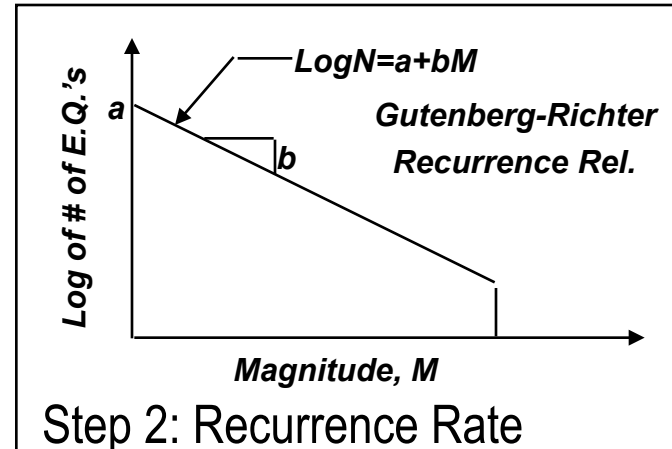 LogN=a+bM
Gutenberg-Richter
Recurrence Rel.
Log of # of E.Q.'s
a
b
Magnitude, M
Step 2: Recurrence Rate